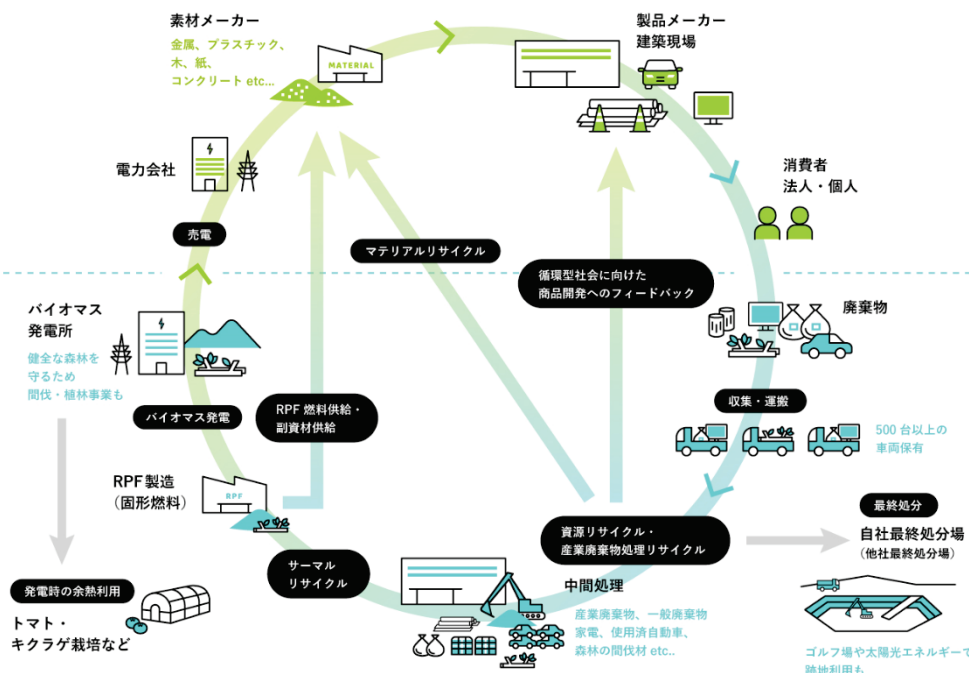 素材メーカー
金属、プラスチック、
木、紙、
コンクリート etc...
MATERIAL
製品メーカー
建築現場
電力会社
消費者
法人・個人
売電
マテリアルリサイクル
循環型社会に向けた
商品開発へのフィードバック
バイオマス
発電所
健全な森林を
守るため
間伐・植林事業も
廃棄物
バイオマス発電
RPF 燃料供給・
副資材供給
収集・運搬
500 台以上の
車両保有
RPF 製造
（固形燃料）
RPF
最終処分
自社最終処分場
（他社最終処分場）
資源リサイクル・
産業廃棄物処理リサイクル
サーマル
リサイクル
中間処理
産業廃棄物、一般廃棄物
家電、使用済自動車、
森林の間伐材 etc..
発電時の余熱利用
トマト・
キクラゲ栽培など
ゴルフ場や太陽光エネルギーで
跡地利用も